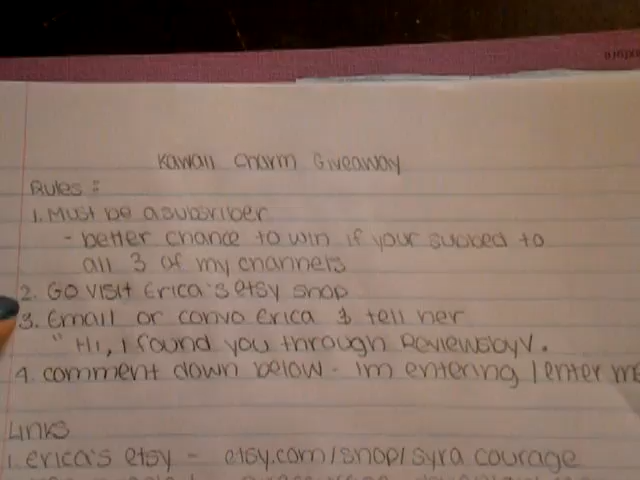 Kawaii Charm Giveaway
Rules :
1. Must be a subsriber
- better chance to win if your subbed to
all 3 of my channels
2. Go visit Erica's etsy shop
3. Email or convo Erica & tell her
"Hi, I found you through ReviewsbyV.
4. comment down below - im entering / enter me
Links
1. erica's etsy - etsy.com/shop/syra courage